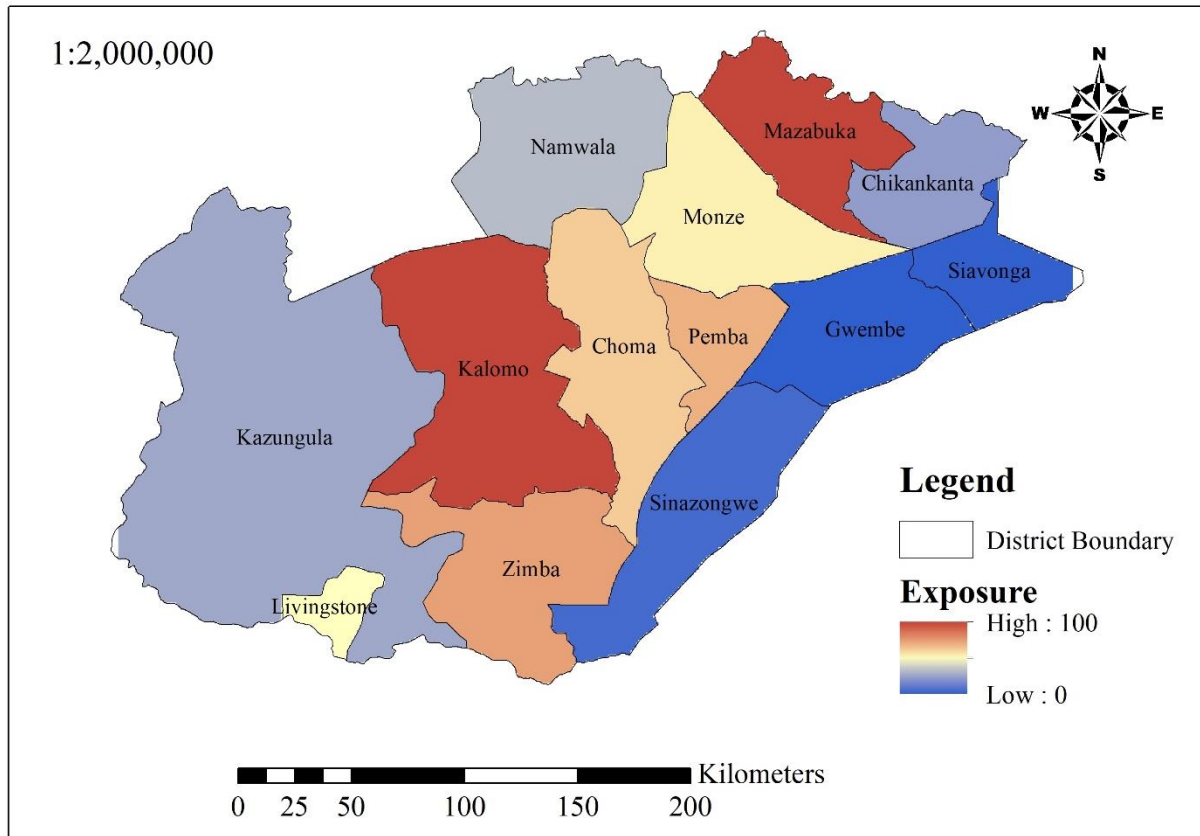 1:2,000,000
N
W E
S
Mazabuka
Namwala
Chikankanta
Monze
Siavonga
Gwembe
Pemba
Choma
Kalomo
Kazungula
Sinazongwe
Zimba
Livingstone
Legend
District Boundary
Exposure
High : 100
Low : 0
Kilometers
0 25 50 100 150 200